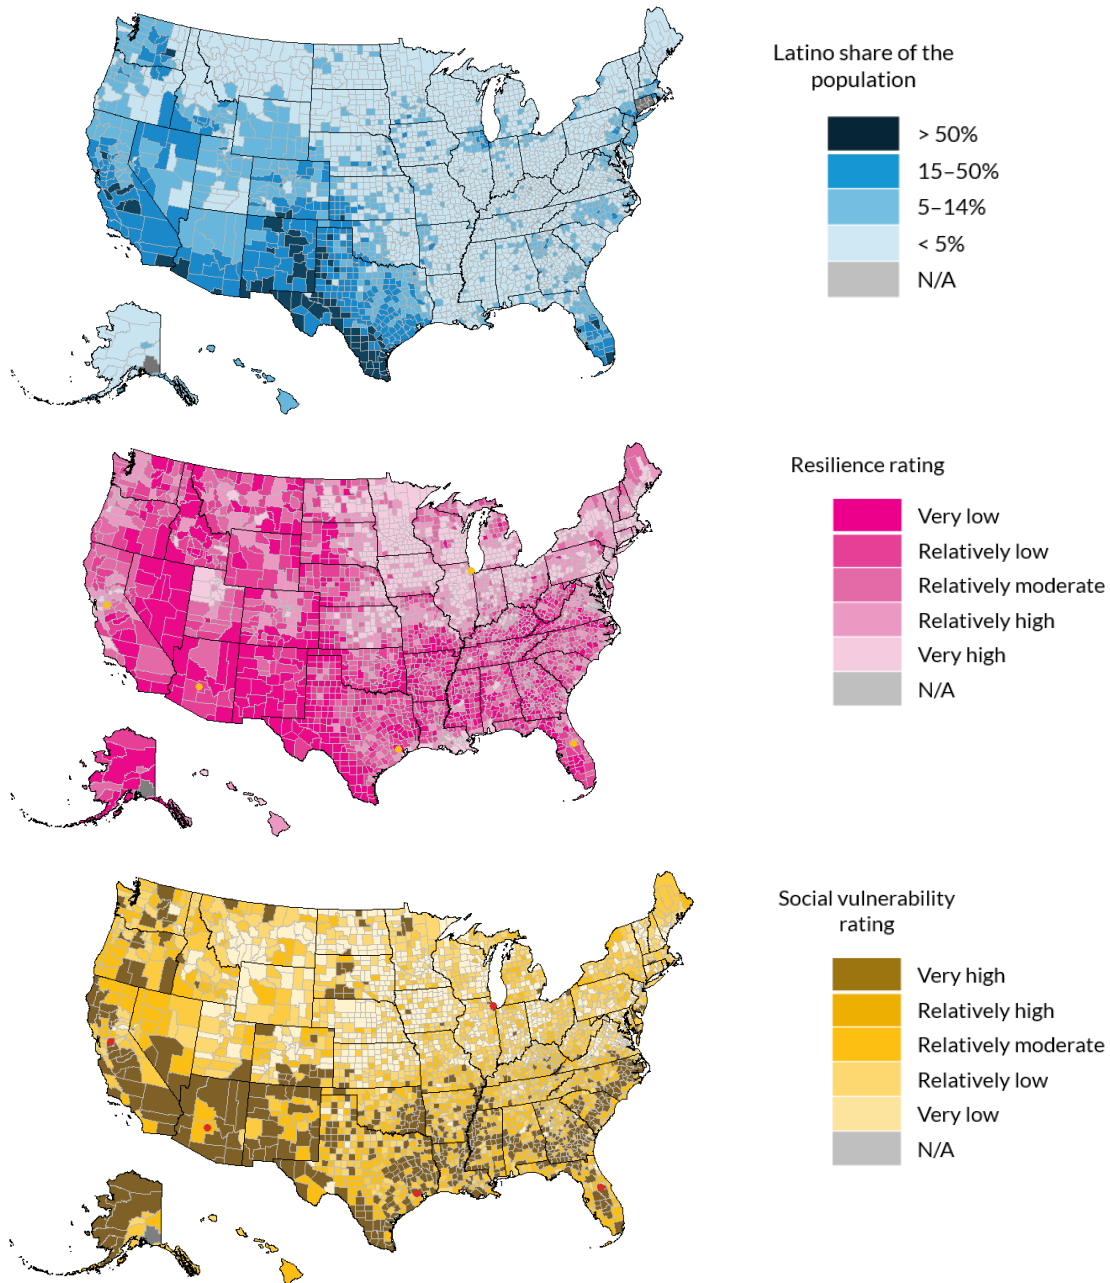 Latino share of the
population
> 50%
15–50%
5–14%
< 5%
N/A
Resilience rating
Very low
Relatively low
Relatively moderate
Relatively high
Very high
N/A
Social vulnerability
rating
Very high
Relatively high
Relatively moderate
Relatively low
Very low
N/A